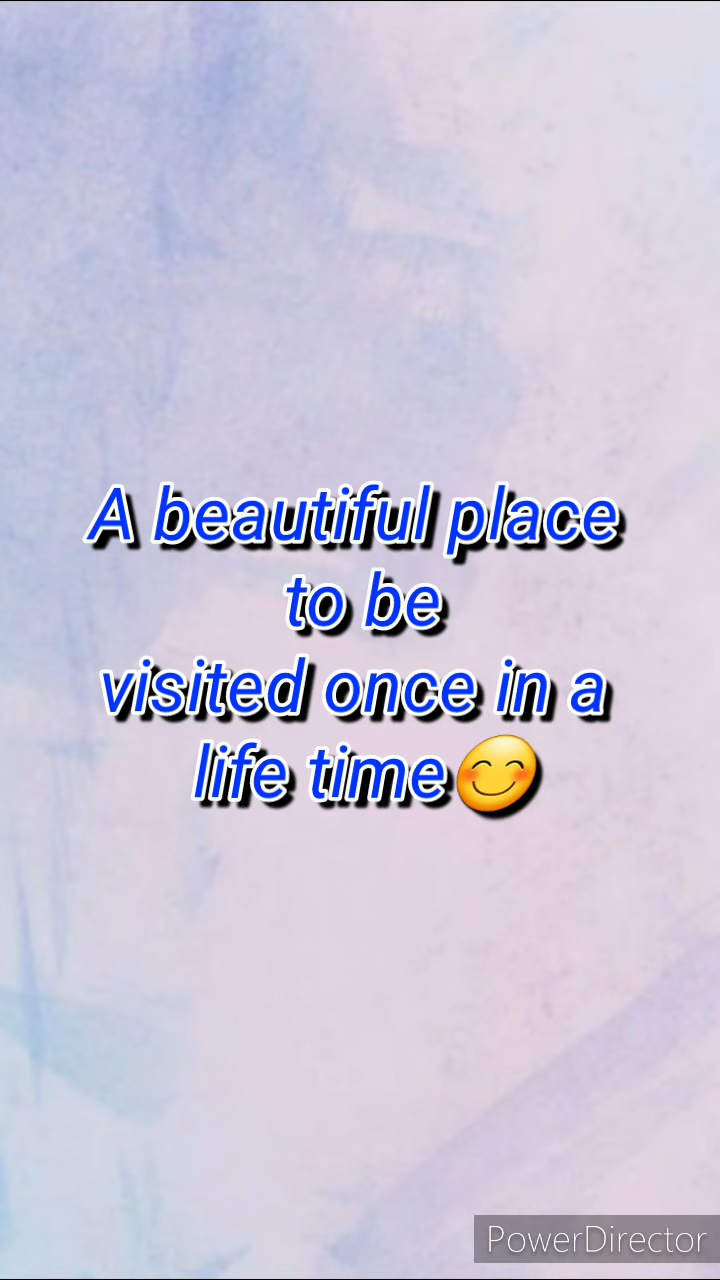 A beautiful place
to be
visited once in a
life time😊
PowerDirector